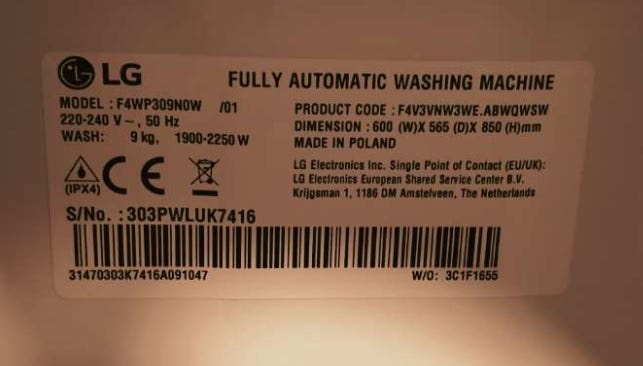 LG FULLY AUTOMATIC WASHING MACHINE
MODEL : F4WP309N0W /01
220-240 V~, 50 Hz
WASH: 9 kg, 1900-2250 W
PRODUCT CODE : F4V3VNW3WE.ABWQWSW
DIMENSION : 600 (W)X 565 (D)X 850 (H)mm
MADE IN POLAND
LG Electronics Inc. Single Point of Contact (EU/UK):
LG Electronics European Shared Service Center B.V.
Krijgsman 1, 1186 DM Amstelveen, The Netherlands
(IPX4) CE
S/No. : 303PWLUK7416
31470303K7416A091047 W/O: 3C1F1655